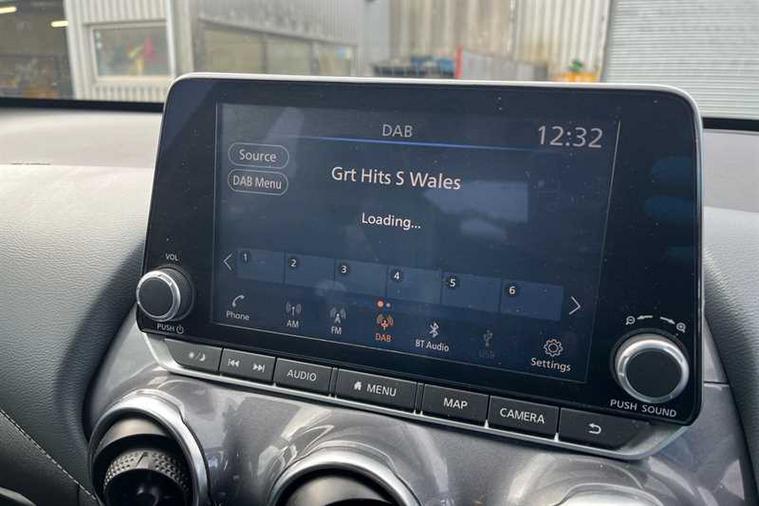 DAB 12:32
Source
DAB Menu
Grt Hits S Wales
Loading...
1 2 3 4 5 6
Phone AM FM DAB BT Audio USB Settings
VOL
PUSH
AUDIO MENU MAP CAMERA
PUSH SOUND